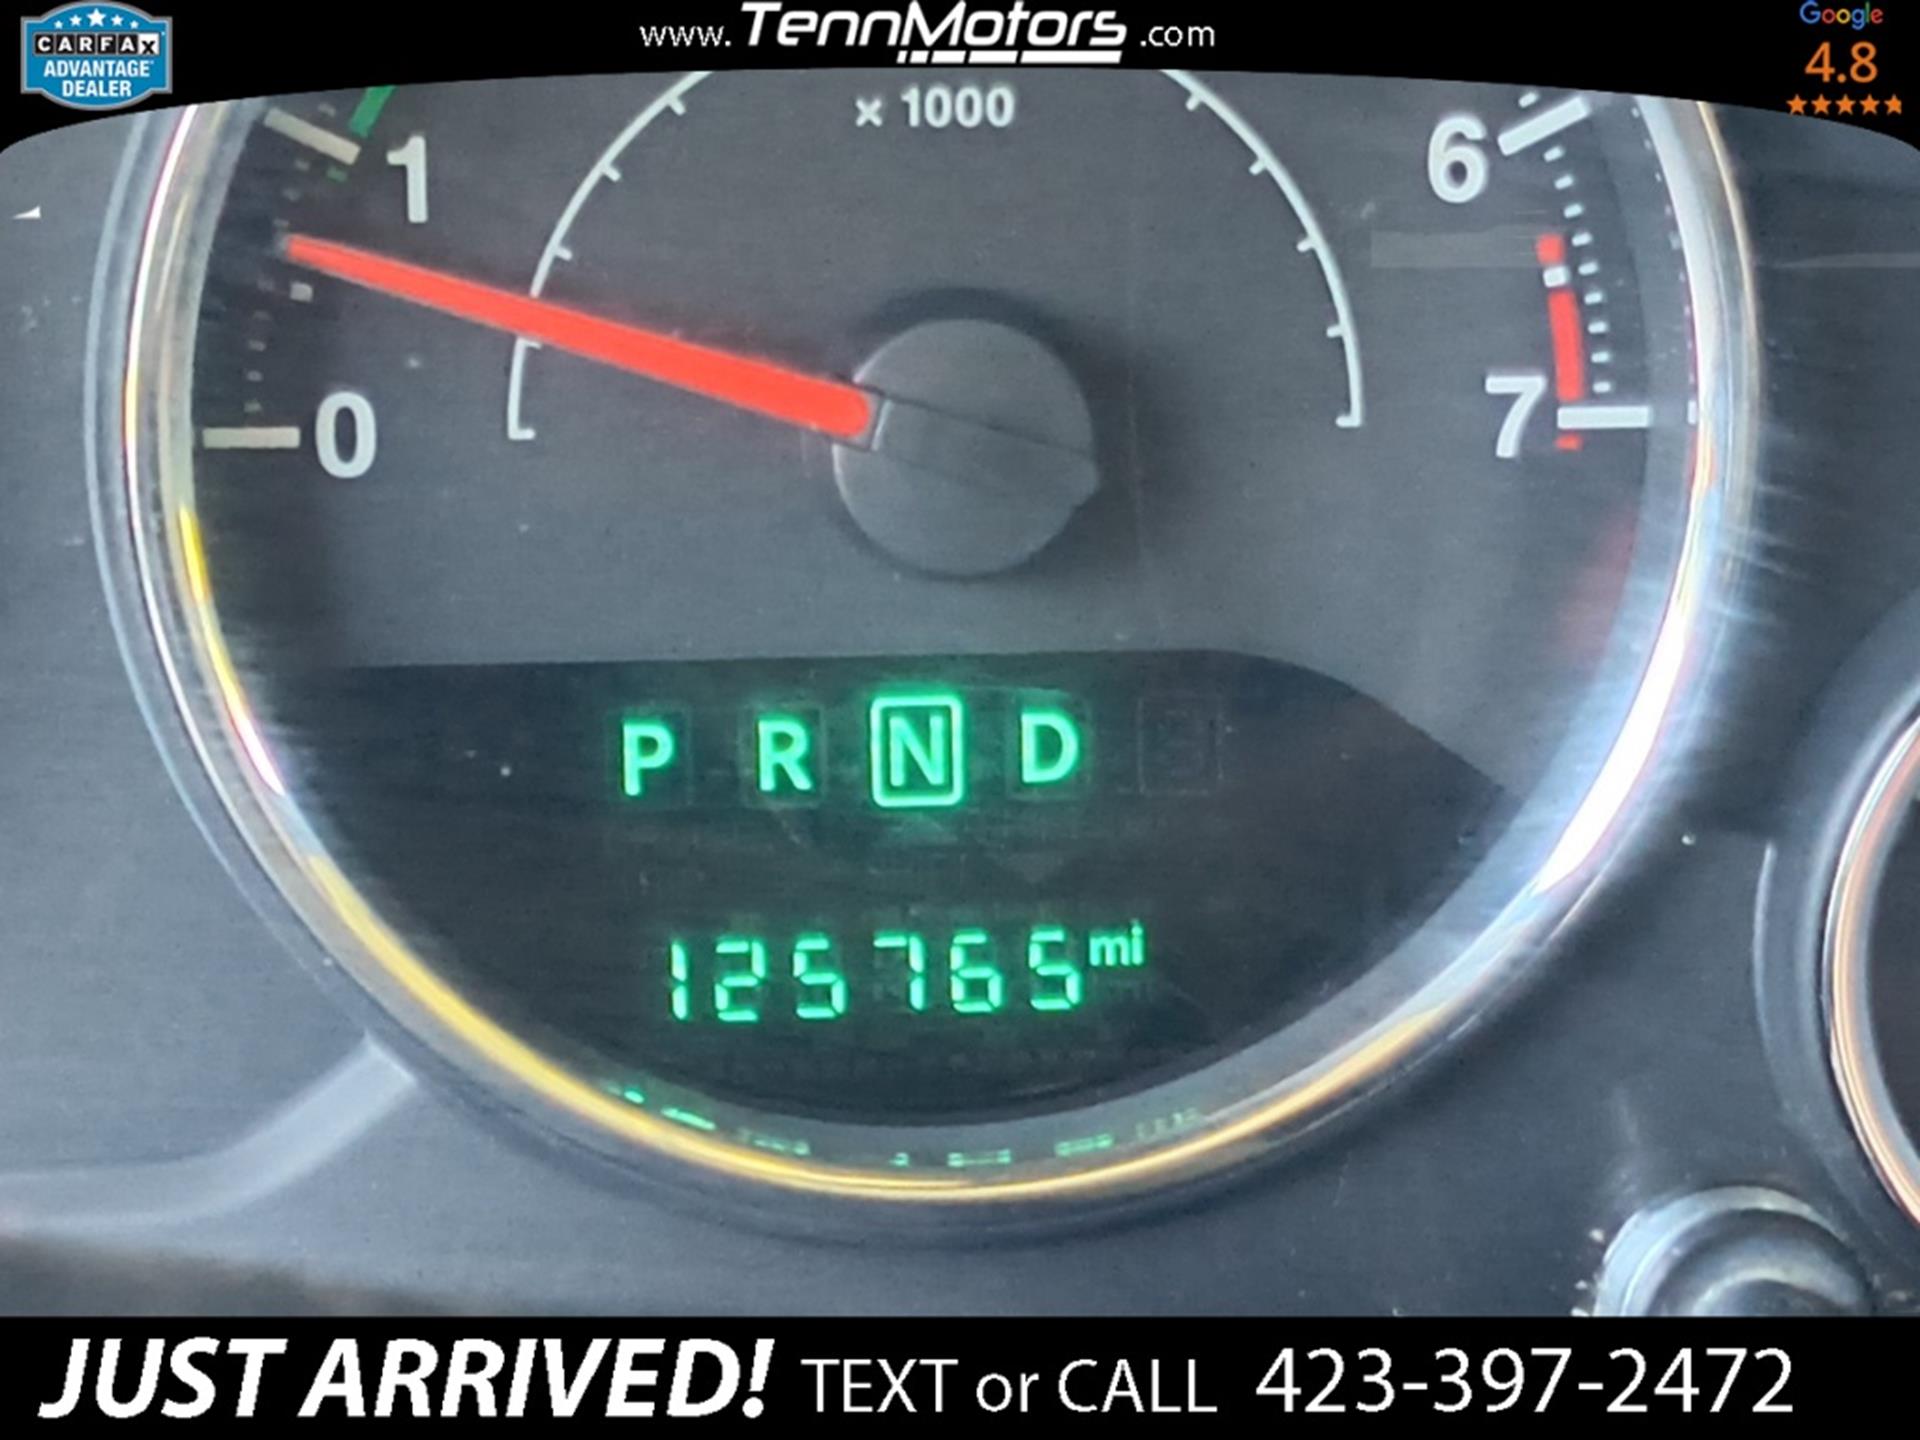 CARFAX
ADVANTAGE
DEALER
www.TennMotors.com
Google
4.8
x 1000
1
6
0
7
P R N D
125765 mi
JUST ARRIVED! TEXT or CALL 423-397-2472